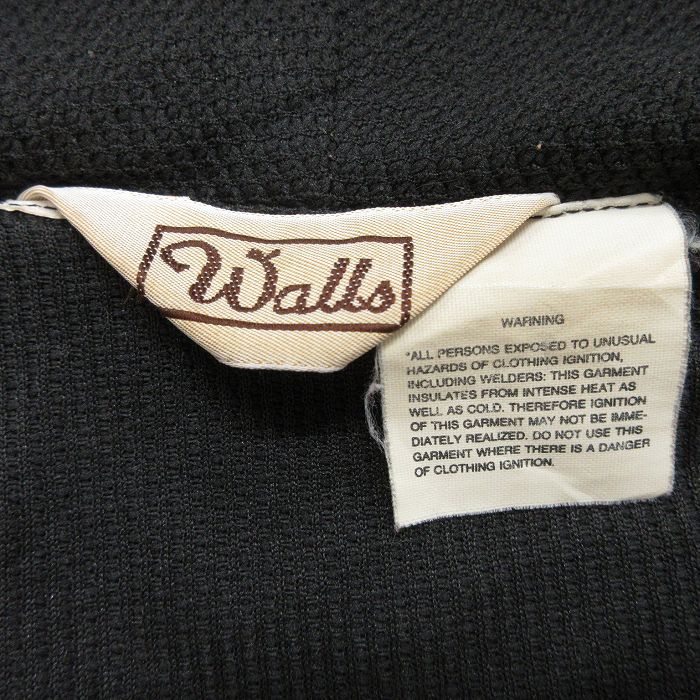 Walls
WARNING
"ALL PERSONS EXPOSED TO UNUSUAL
HAZARDS OF CLOTHING IGNITION,
INCLUDING WELDERS: THIS GARMENT
INSULATES FROM INTENSE HEAT AS
WELL AS COLD. THEREFORE IGNITION
OF THIS GARMENT MAY NOT BE IMME-
DIATELY REALIZED. DO NOT USE THIS
GARMENT WHERE THERE IS A DANGER
OF CLOTHING IGNITION.